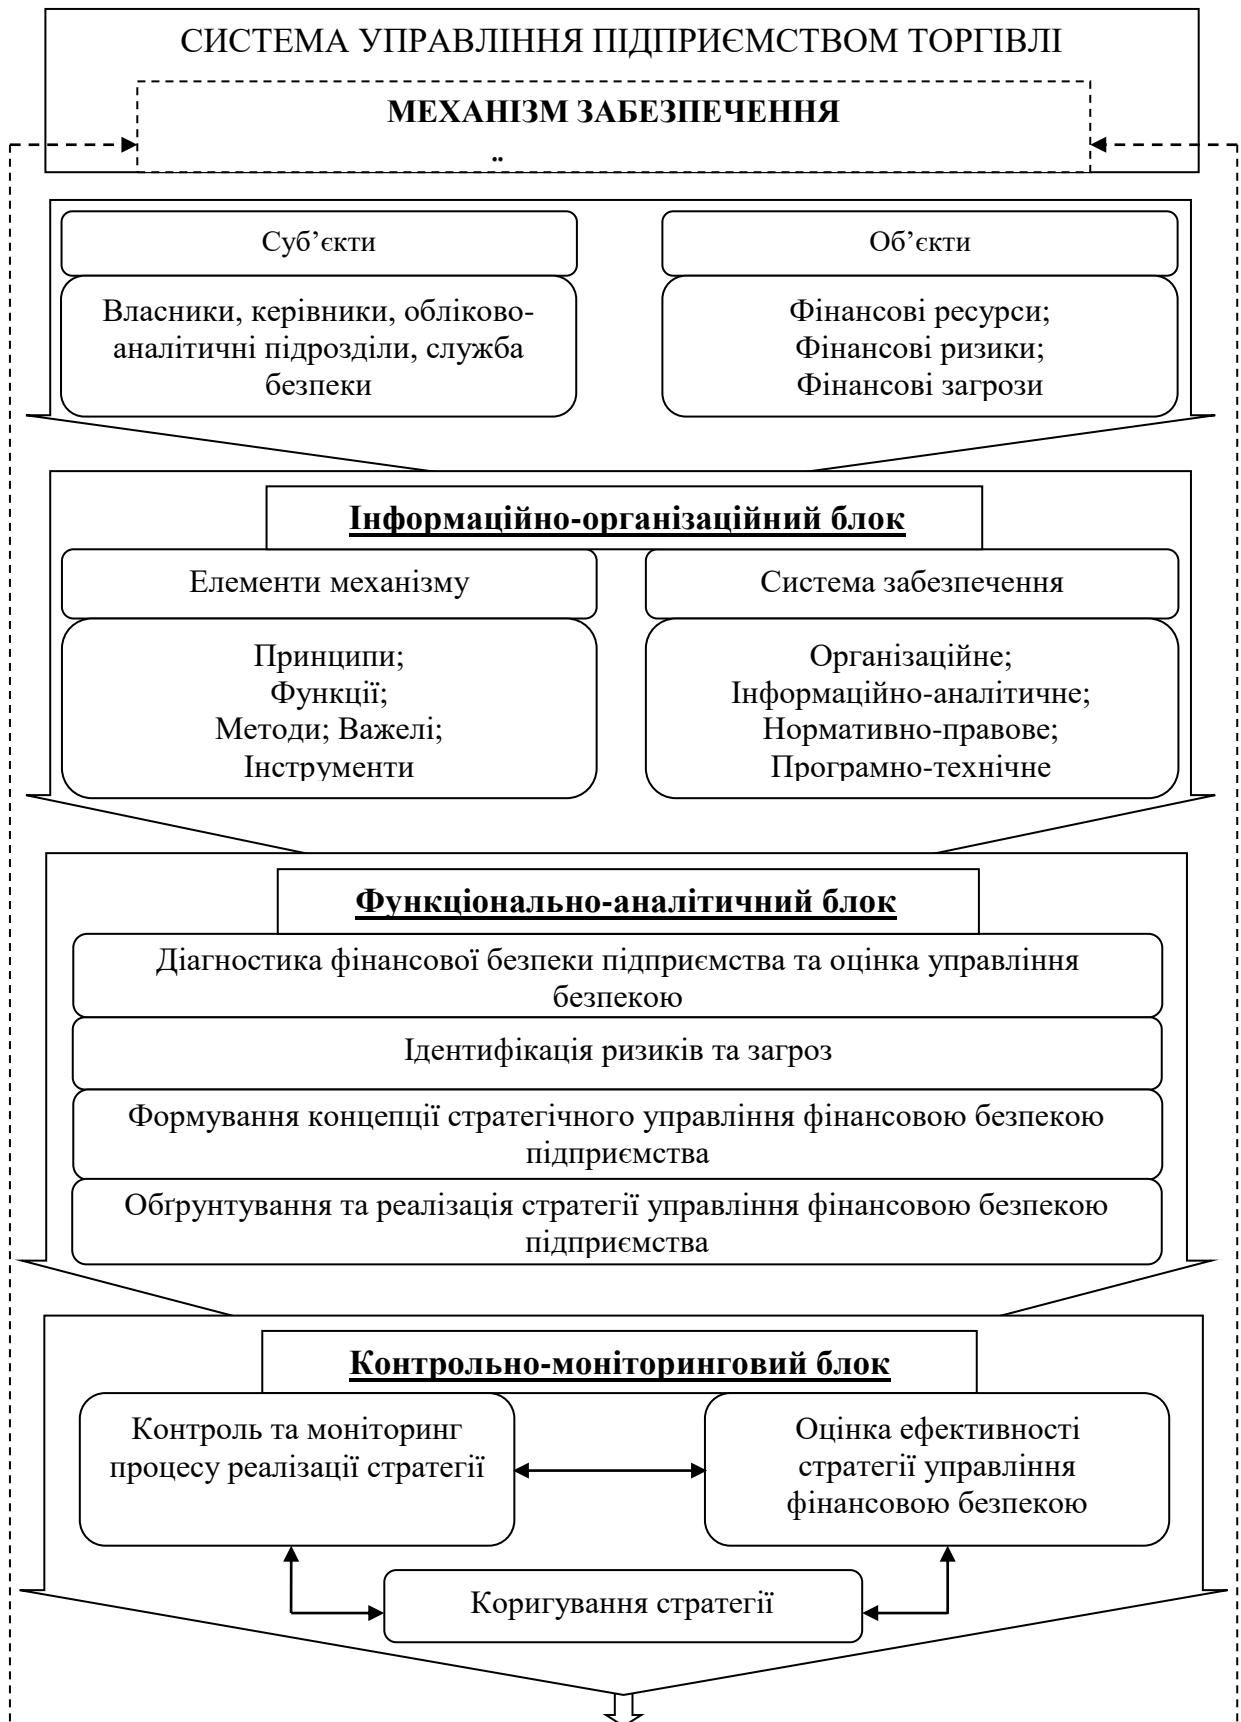 СИСТЕМА УПРАВЛІННЯ ПІДПРИЄМСТВОМ ТОРГІВЛІ
МЕХАНІЗМ ЗАБЕЗПЕЧЕННЯ
Суб’єкти
Власники, керівники, обліково-
аналітичні підрозділи, служба
безпеки
Об’єкти
Фінансові ресурси;
Фінансові ризики;
Фінансові загрози
Інформаційно-організаційний блок
Елементи механізму
Принципи;
Функції;
Методи; Важелі;
Інструменти
Система забезпечення
Організаційне;
Інформаційно-аналітичне;
Нормативно-правове;
Програмно-технічне
Функціонально-аналітичний блок
Діагностика фінансової безпеки підприємства та оцінка управління
безпекою
Ідентифікація ризиків та загроз
Формування концепції стратегічного управління фінансовою безпекою
підприємства
Обґрунтування та реалізація стратегії управління фінансовою безпекою
підприємства
Контрольно-моніторинговий блок
Контроль та моніторинг
процесу реалізації стратегії
Оцінка ефективності
стратегії управління
фінансовою безпекою
Коригування стратегії